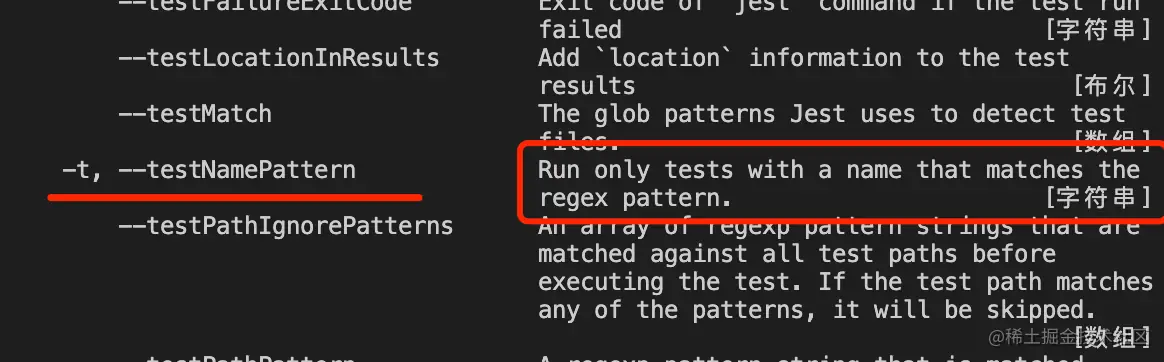 --testFailureExitCode Exit code of `jest` command if the test run
failed [字符串]
--testLocationInResults Add `location` information to the test
results [布尔]
--testMatch The glob patterns Jest uses to detect test
files. [数组]
-t, --testNamePattern Run only tests with a name that matches the
regex pattern. [字符串]
--testPathIgnorePatterns An array of regexp pattern strings that are
matched against all test paths before
executing the test. If the test path matches
any of the patterns, it will be skipped.
[数组]
@稀土掘金技术社区
--testPathPattern A regexp pattern string that is matched